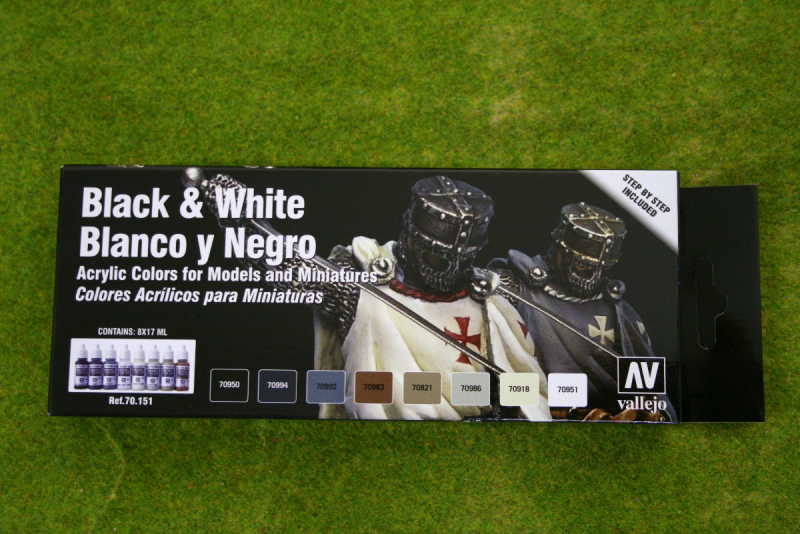 Black & White
Blanco y Negro
Acrylic Colors for Models and Miniatures
Colores Acrílicos para Miniaturas
STEP BY STEP
INCLUDED
CONTAINS: 8X17 ML
Ref.70.151
70950
70994
70992
70983
70821
70986
70918
70951
AV
vallejo